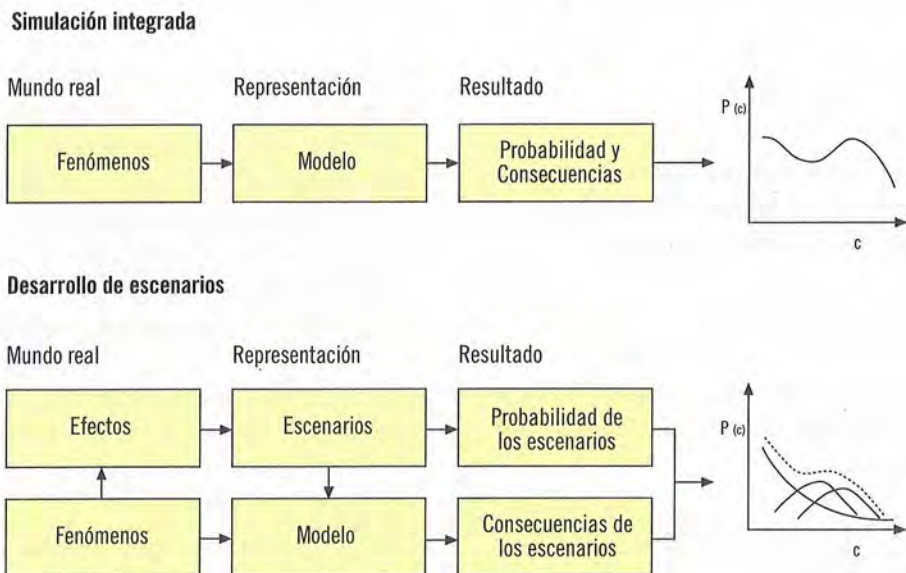 Simulación integrada
Mundo real
Representación
Resultado
Fenómenos
Modelo
Probabilidad y
Consecuencias
P (c)
c
Desarrollo de escenarios
Mundo real
Representación
Resultado
Efectos
Escenarios
Probabilidad de
los escenarios
Fenómenos
Modelo
Consecuencias de
los escenarios
P (c)
c